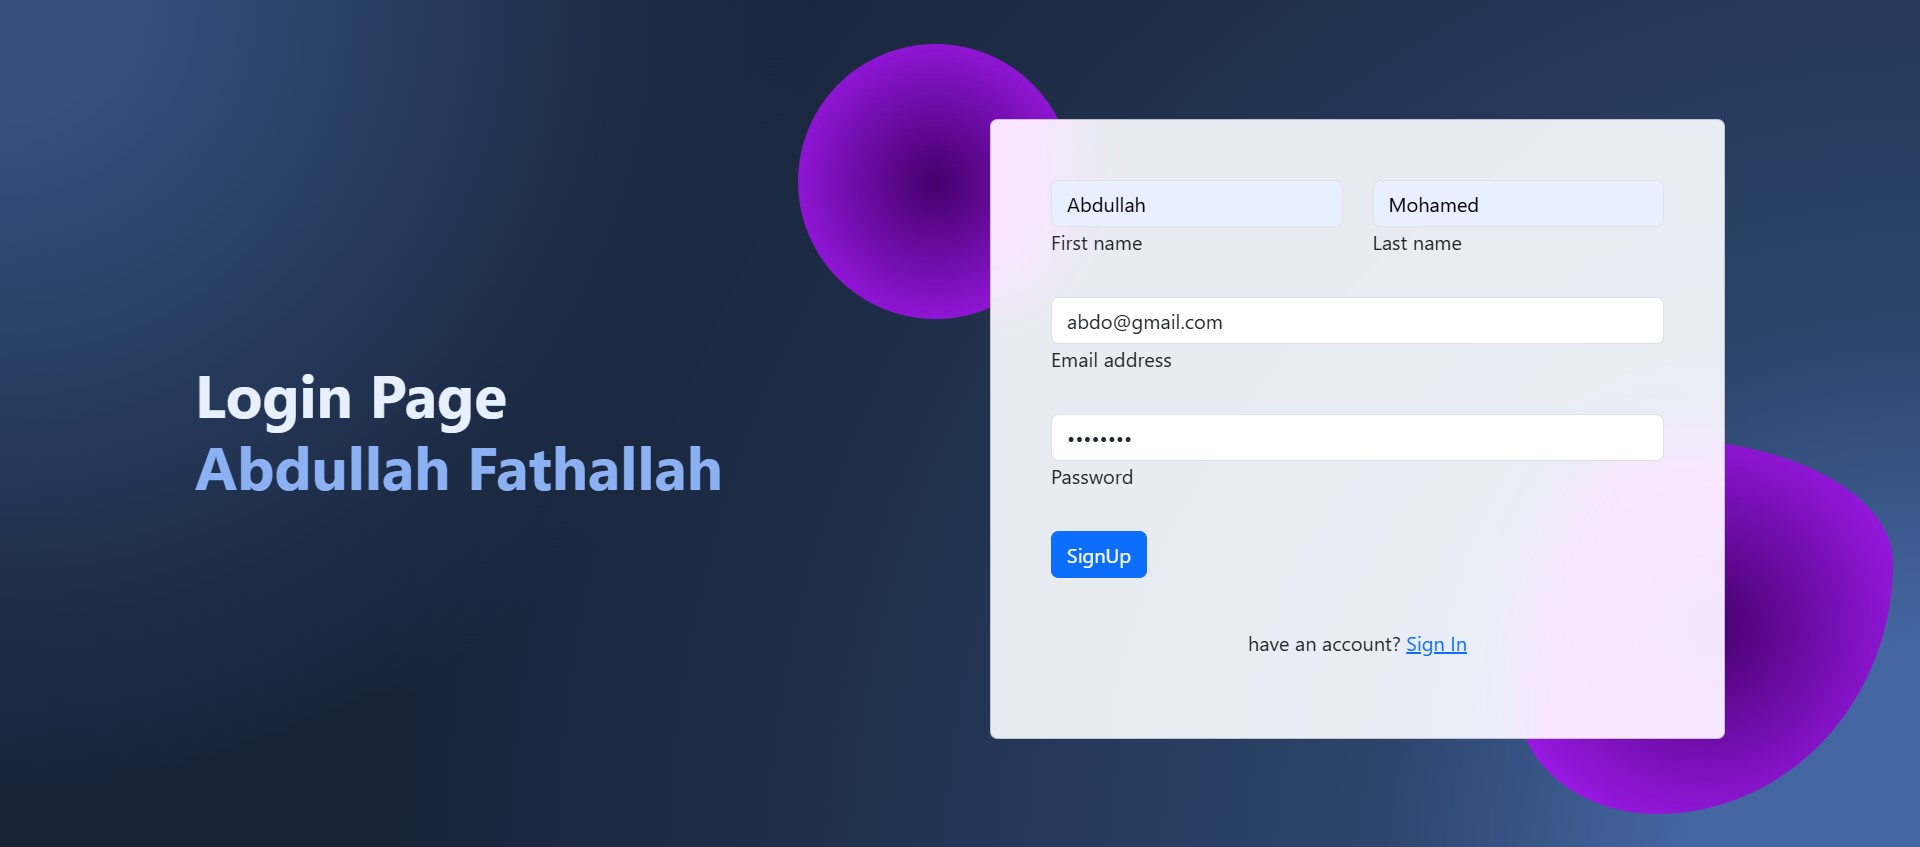 Login Page
Abdullah Fathallah
Abdullah
Mohamed
First name
Last name
abdo@gmail.com
Email address
••••••••
Password
SignUp
have an account? Sign In